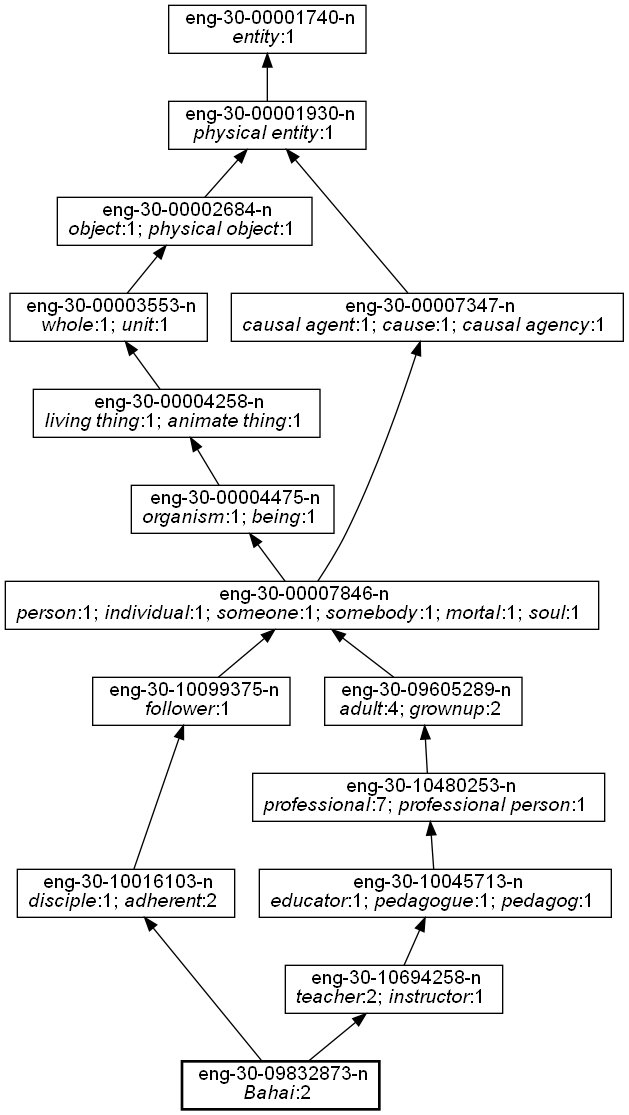 eng-30-00001740-n
entity:1
eng-30-00001930-n
physical entity:1
eng-30-00002684-n
object:1; physical object:1
eng-30-00003553-n
whole:1; unit:1
eng-30-00007347-n
causal agent:1; cause:1; causal agency:1
eng-30-00004258-n
living thing:1; animate thing:1
eng-30-00004475-n
organism:1; being:1
eng-30-00007846-n
person:1; individual:1; someone:1; somebody:1; mortal:1; soul:1
eng-30-10099375-n
follower:1
eng-30-09605289-n
adult:4; grownup:2
eng-30-10480253-n
professional:7; professional person:1
eng-30-10016103-n
disciple:1; adherent:2
eng-30-10045713-n
educator:1; pedagogue:1; pedagog:1
eng-30-10694258-n
teacher:2; instructor:1
eng-30-09832873-n
Bahai:2